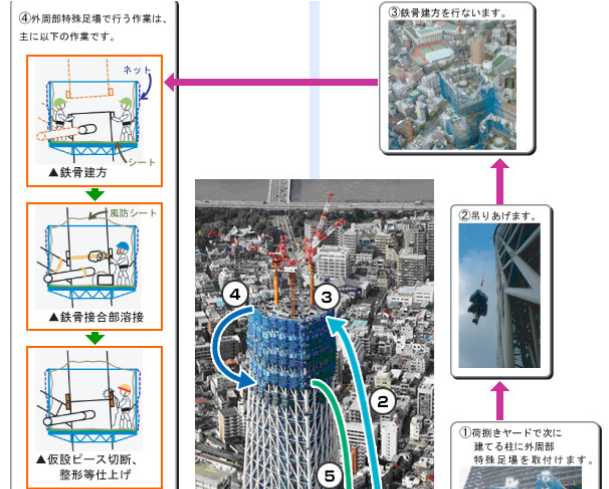 ④外周部特殊足場で行う作業は、
主に以下の作業です。
ネット
シート
▲鉄骨建方
風防シート
▲鉄骨接合部溶接
▲仮設ピース切断、
整形等仕上げ
③鉄骨建方を行ないます。
②吊りあげます。
①荷捌きヤードで次に
建てる柱に外周部
特殊足場を取付けます。
④
③
②
⑤